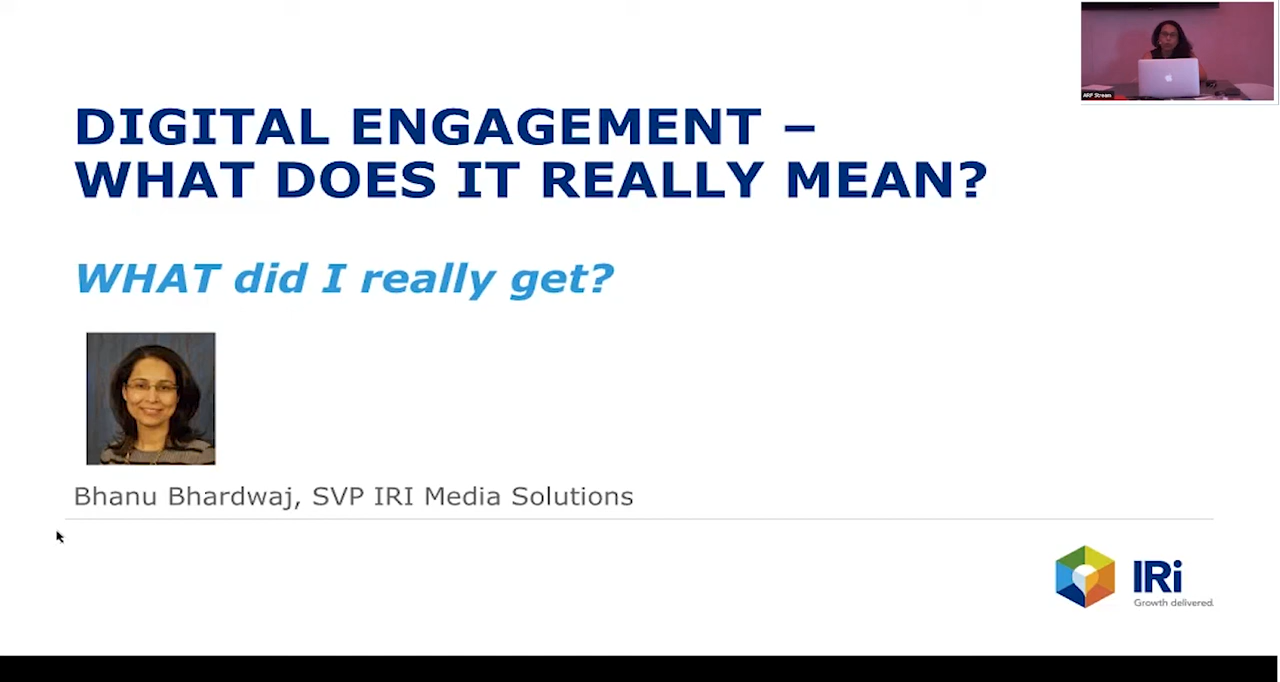 DIGITAL ENGAGEMENT –
WHAT DOES IT REALLY MEAN?
WHAT did I really get?
Bhanu Bhardwaj, SVP IRI Media Solutions
ARF Stream
IRi
Growth delivered.